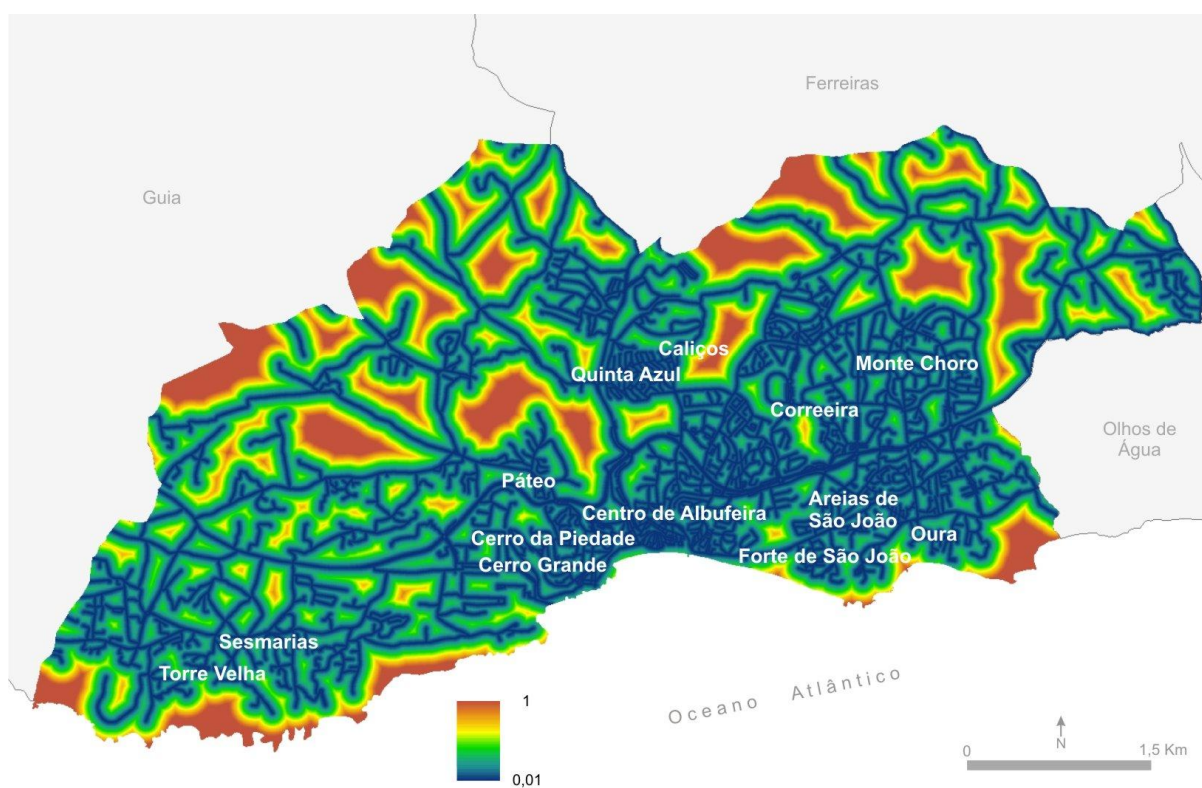 Ferreiras
Guia
Caliços
Quinta Azul
Monte Choro
Correeira
Olhos de
Água
Páteo
Centro de Albufeira
Areias de
São João
Cerro da Piedade
Oura
Forte de São João
Cerro Grande
Sesmarias
Torre Velha
Oceano Atlântico
1
0,01
N
0
1,5 Km